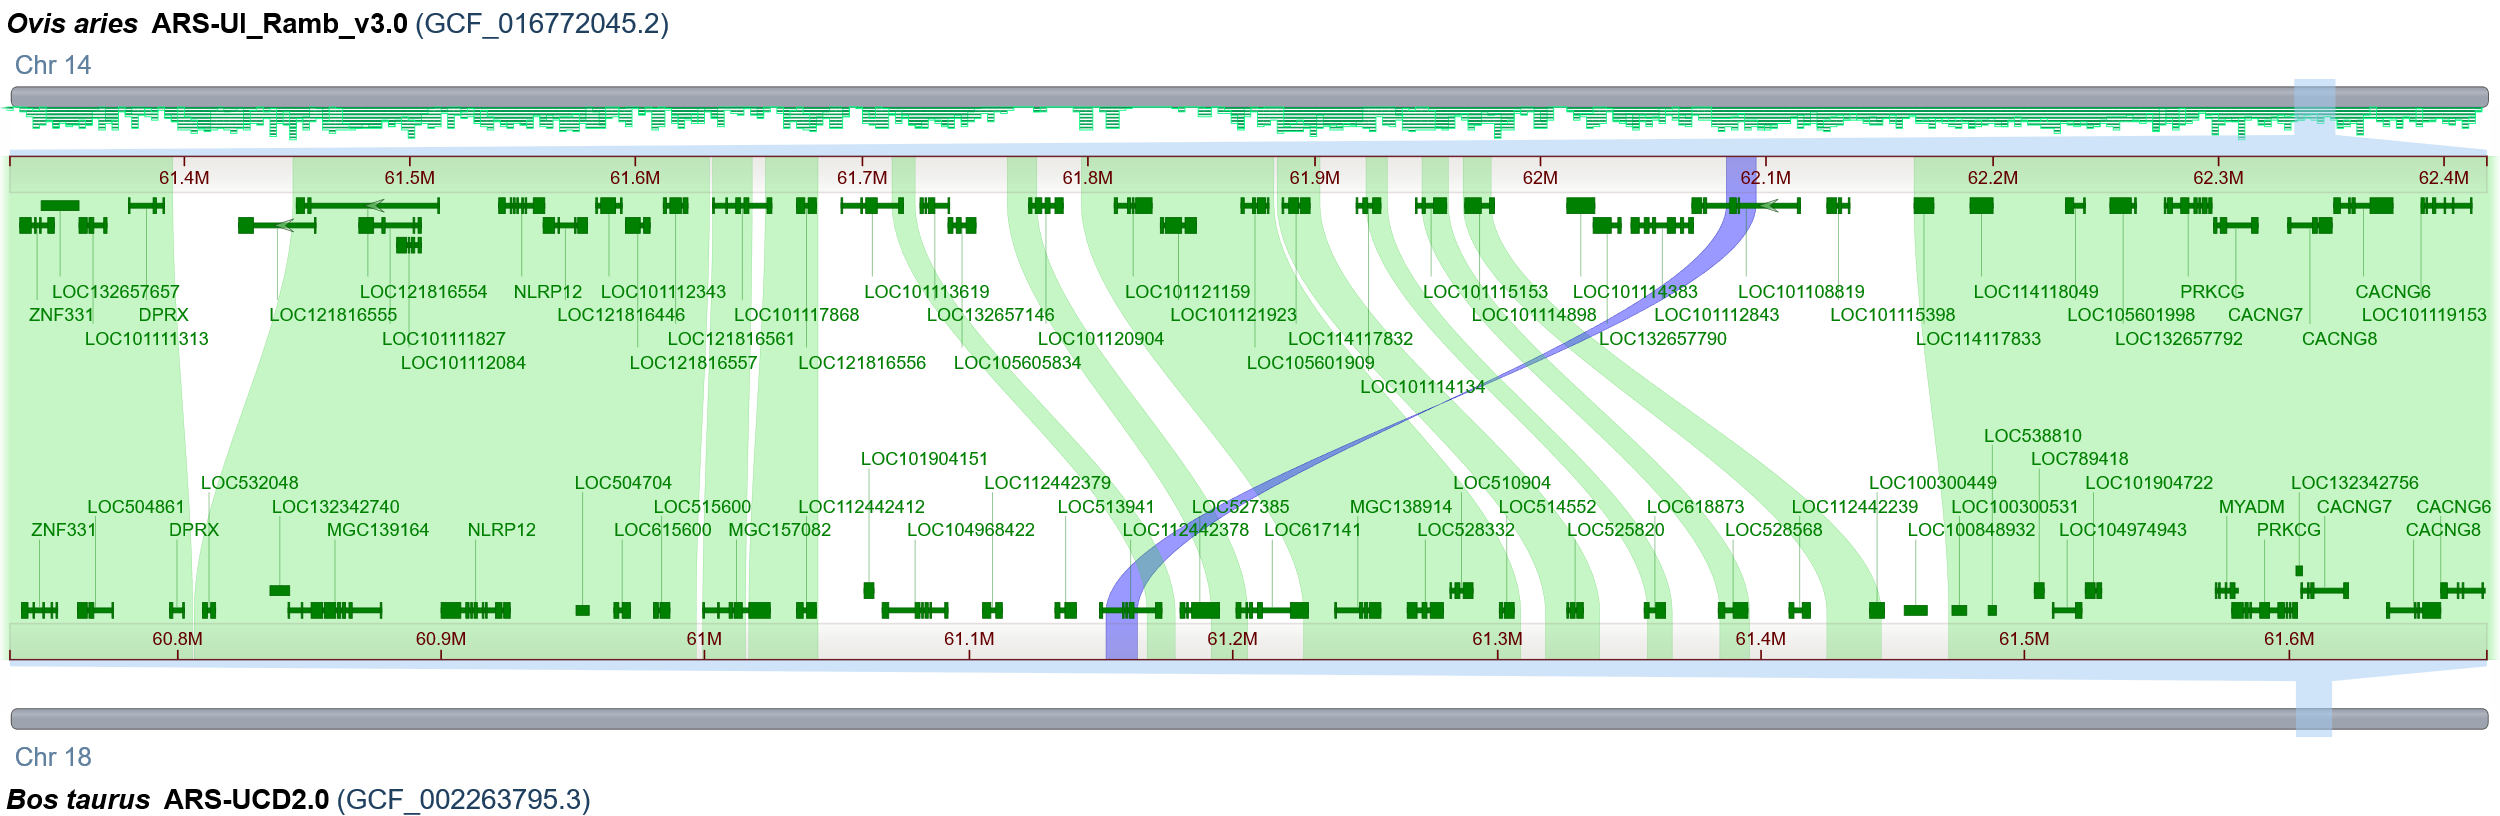 Ovis aries ARS-UI_Ramb_v3.0 (GCF_016772045.2)
Chr 14
61.4M 61.5M 61.6M 61.7M 61.8M 61.9M 62M 62.1M 62.2M 62.3M 62.4M
LOC132657657 LOC121816554 NLRP12 LOC101112343 LOC101113619 LOC101121159 LOC101115153 LOC101114383 LOC101108819 LOC114118049 PRKCG CACNG6
ZNF331 DPRX LOC121816555 LOC121816446 LOC101117868 LOC132657146 LOC101121923 LOC101114898 LOC101112843 LOC101115398 LOC105601998 CACNG7 LOC101119153
LOC101111313 LOC101111827 LOC121816561 LOC101120904 LOC114117832 LOC132657790 LOC114117833 LOC132657792 CACNG8
LOC101112084 LOC121816557 LOC121816556 LOC105605834 LOC105601909
LOC101114134
LOC538810
LOC101904151 LOC789418
LOC532048 LOC504704 LOC112442379 LOC510904 LOC100300449 LOC101904722 LOC132342756
LOC504861 LOC132342740 LOC515600 LOC112442412 LOC513941 LOC527385 MGC138914 LOC514552 LOC618873 LOC112442239 LOC100300531 MYADM CACNG7 CACNG6
ZNF331 DPRX MGC139164 NLRP12 LOC615600 MGC157082 LOC104968422 LOC112442378 LOC617141 LOC528332 LOC525820 LOC528568 LOC100848932 LOC104974943 PRKCG CACNG8
60.8M 60.9M 61M 61.1M 61.2M 61.3M 61.4M 61.5M 61.6M
Chr 18
Bos taurus ARS-UCD2.0 (GCF_002263795.3)